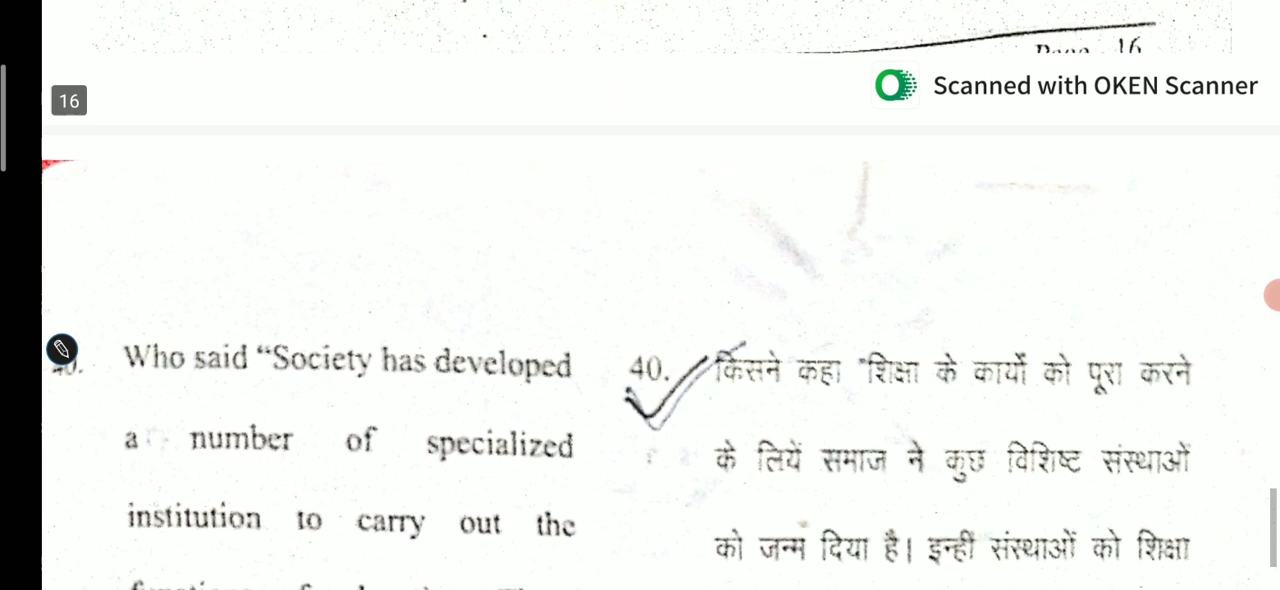 16
Scanned with OKEN Scanner
16
Who said “Society has developed
a number of specialized
institution to carry out the
40. किसने कहा "शिक्षा के कार्यों को पूरा करने
के लियें समाज ने कुछ विशिष्ट संस्थाओं
को जन्म दिया है। इन्हीं संस्थाओं को शिक्षा